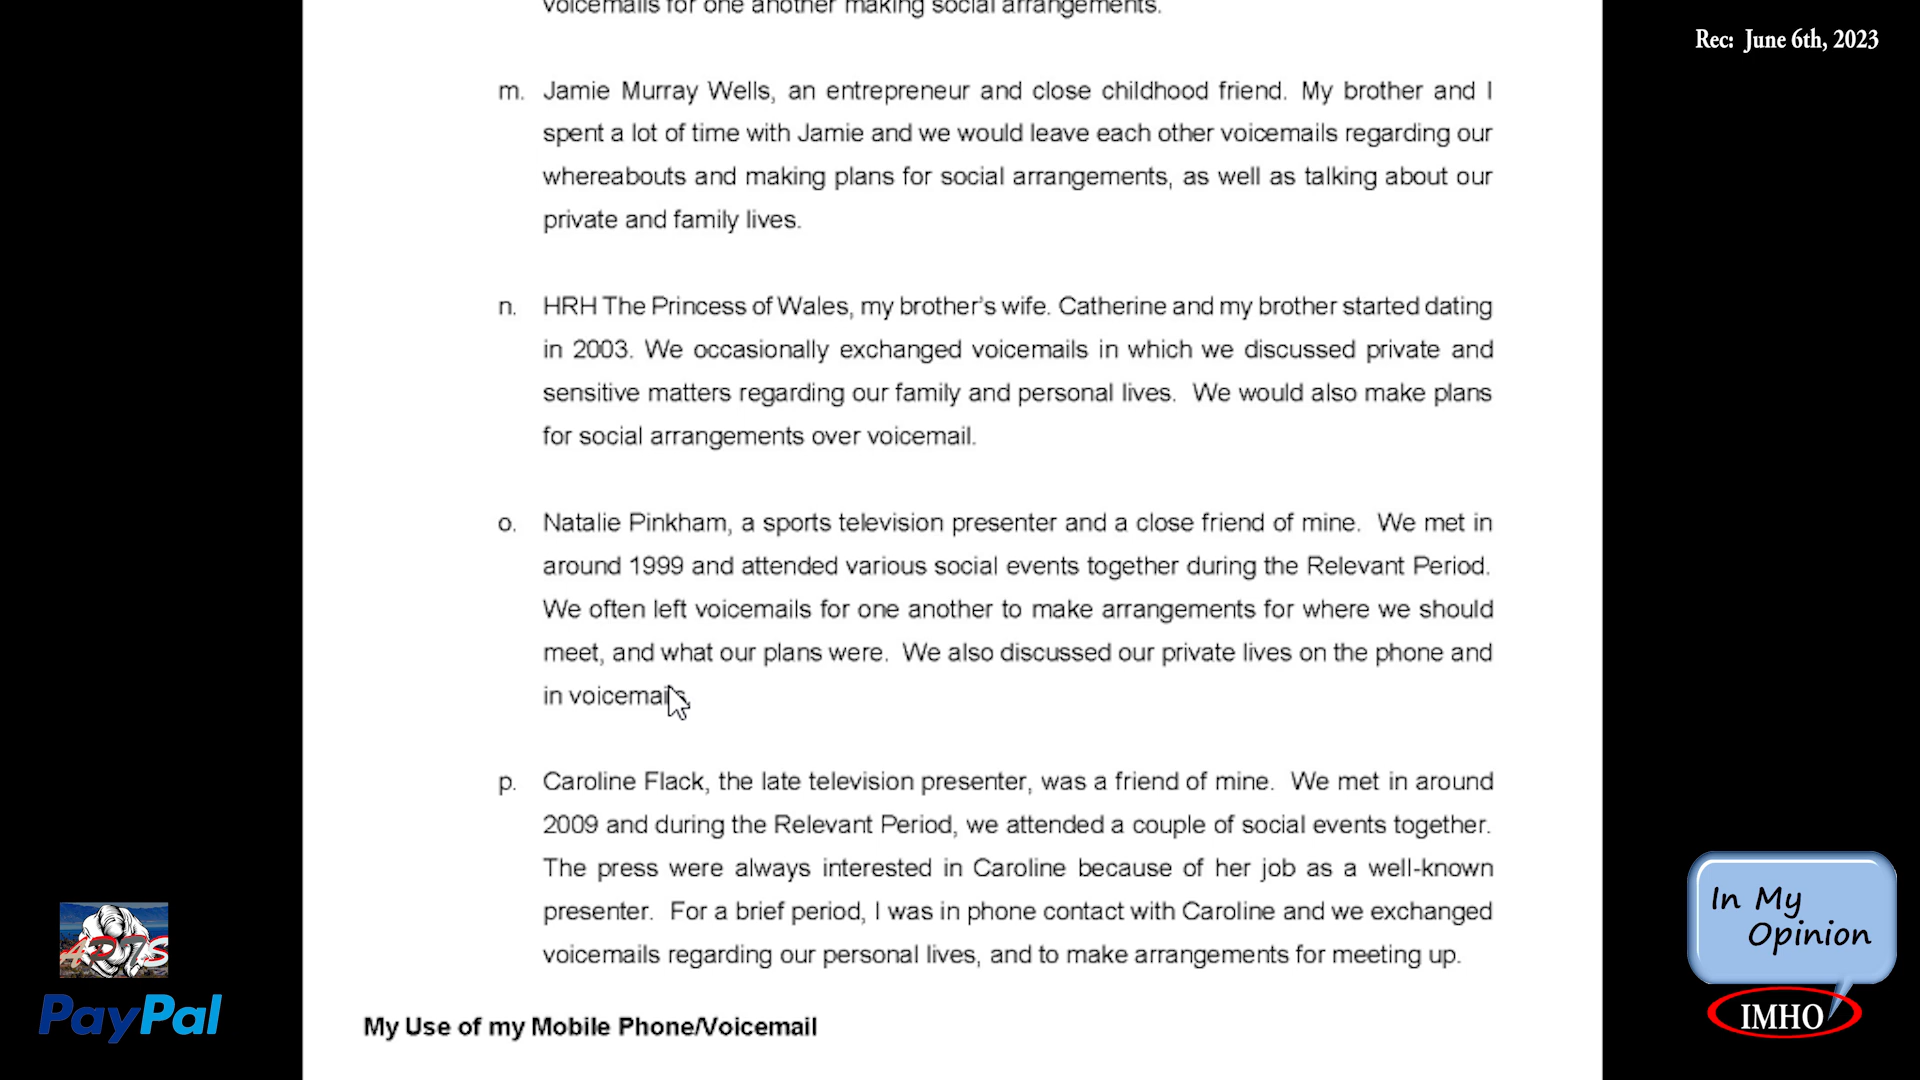 voicemails for one another making social arrangements.
Rec: June 6th, 2023
m. Jamie Murray Wells, an entrepreneur and close childhood friend. My brother and I
spent a lot of time with Jamie and we would leave each other voicemails regarding our
whereabouts and making plans for social arrangements, as well as talking about our
private and family lives.
n. HRH The Princess of Wales, my brother's wife. Catherine and my brother started dating
in 2003. We occasionally exchanged voicemails in which we discussed private and
sensitive matters regarding our family and personal lives. We would also make plans
for social arrangements over voicemail.
o. Natalie Pinkham, a sports television presenter and a close friend of mine. We met in
around 1999 and attended various social events together during the Relevant Period.
We often left voicemails for one another to make arrangements for where we should
meet, and what our plans were. We also discussed our private lives on the phone and
in voicemails
p. Caroline Flack, the late television presenter, was a friend of mine. We met in around
2009 and during the Relevant Period, we attended a couple of social events together.
The press were always interested in Caroline because of her job as a well-known
presenter. For a brief period, I was in phone contact with Caroline and we exchanged
voicemails regarding our personal lives, and to make arrangements for meeting up.
My Use of my Mobile Phone/Voicemail
PayPal
In My
Opinion
IMHO